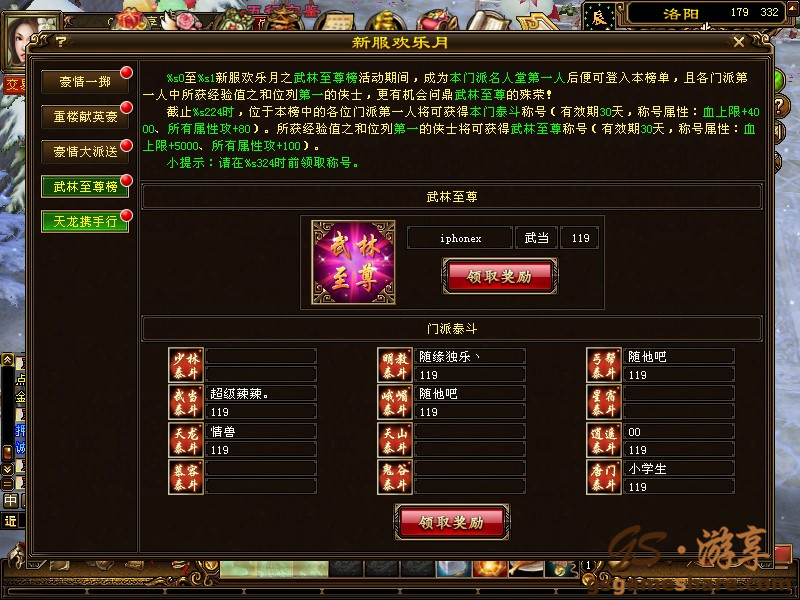 洛阳 179 332
? 新服欢乐月 ×
豪情一掷
重楼献英豪
豪情大派送
武林至尊榜
天龙携手行
%s0至%s1新服欢乐月之武林至尊榜活动期间，成为本门派名人堂第一人后便可登入本榜单，且各门派第
一人中所获经验值之和位列第一的侠士，更有机会问鼎武林至尊的殊荣！
截止%s224时，位于本榜中的各位门派第一人将可获得本门泰斗称号（有效期30天，称号属性：血上限+40
00、所有属性攻+80）。所获经验值之和位列第一的侠士将可获得武林至尊称号（有效期30天，称号属性：血
上限+5000、所有属性攻+100）。
小提示：请在%s324时前领取称号。
武林至尊
武林至尊
iphonex 武当 119
领取奖励
门派泰斗
少林泰斗
明教泰斗 随缘独乐丶 119
丐帮泰斗 随他吧 119
武当泰斗 超级辣辣。 119
峨嵋泰斗 随他吧 119
星宿泰斗
天龙泰斗 情兽 119
天山泰斗
逍遥泰斗 00 119
慕容泰斗
鬼谷泰斗
唐门泰斗 小学生 119
领取奖励
GS·游享